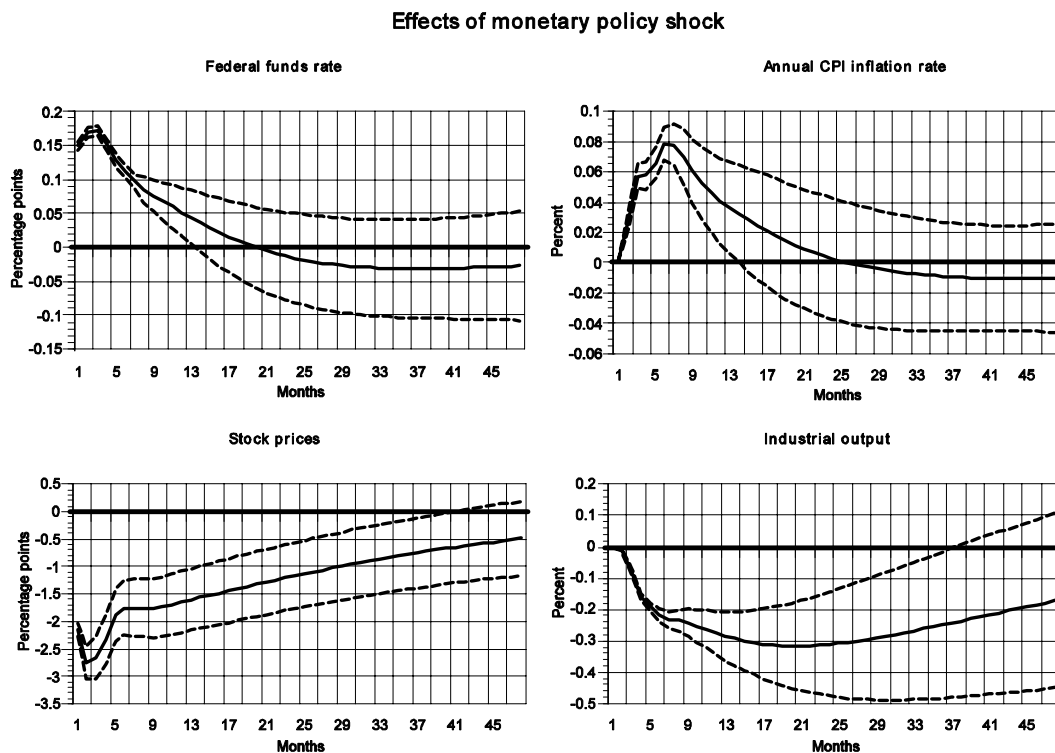 Effects of monetary policy shock
Federal funds rate
Percentage points
0.2
0.15
0.1
0.05
0
-0.05
-0.1
-0.15
1 5 9 13 17 21 25 29 33 37 41 45
Months
Annual CPI inflation rate
Percent
0.1
0.08
0.06
0.04
0.02
0
-0.02
-0.04
-0.06
1 5 9 13 17 21 25 29 33 37 41 45
Months
Stock prices
Percentage points
0.5
0
-0.5
-1
-1.5
-2
-2.5
-3
-3.5
1 5 9 13 17 21 25 29 33 37 41 45
Months
Industrial output
Percent
0.2
0.1
0
-0.1
-0.2
-0.3
-0.4
-0.5
1 5 9 13 17 21 25 29 33 37 41 45
Months